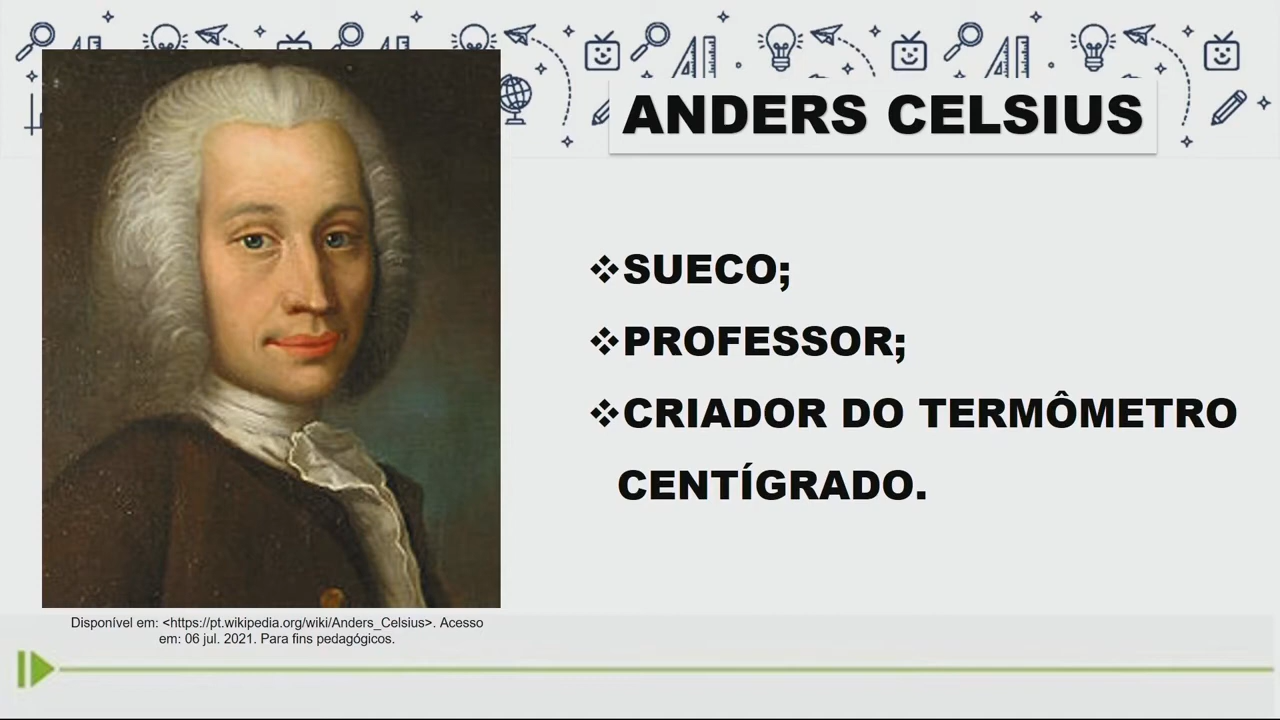 ANDERS CELSIUS
❖SUECO;
❖PROFESSOR;
❖CRIADOR DO TERMÔMETRO
CENTÍGRADO.
Disponível em: <https://pt.wikipedia.org/wiki/Anders_Celsius>. Acesso
em: 06 jul. 2021. Para fins pedagógicos.